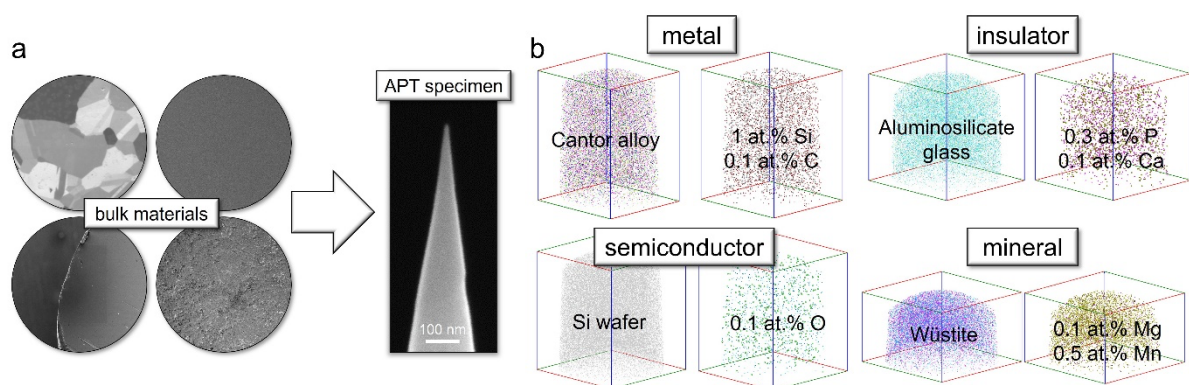 a
bulk materials
APT specimen
100 nm
b
metal
Cantor alloy
1 at.% Si
0.1 at.% C
insulator
Aluminosilicate
glass
0.3 at.% P
0.1 at.% Ca
semiconductor
Si wafer
0.1 at.% O
mineral
Wüstite
0.1 at.% Mg
0.5 at.% Mn